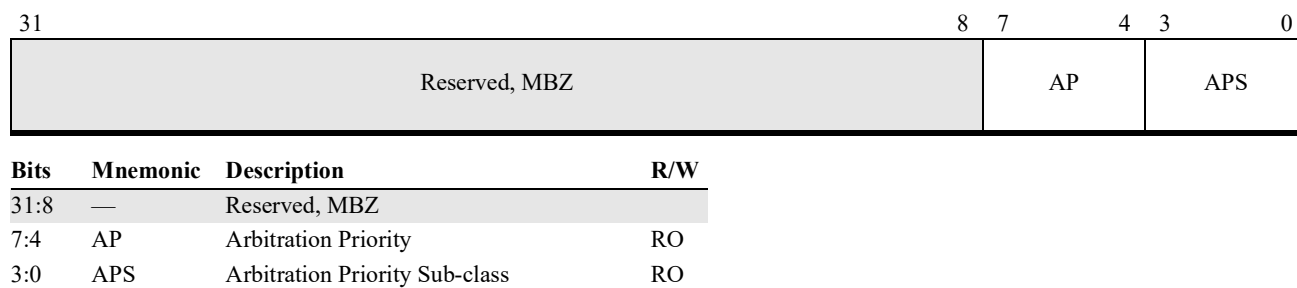 31 8 7 4 3 0
Reserved, MBZ AP APS
Bits Mnemonic Description R/W
31:8 — Reserved, MBZ
7:4 AP Arbitration Priority RO
3:0 APS Arbitration Priority Sub-class RO